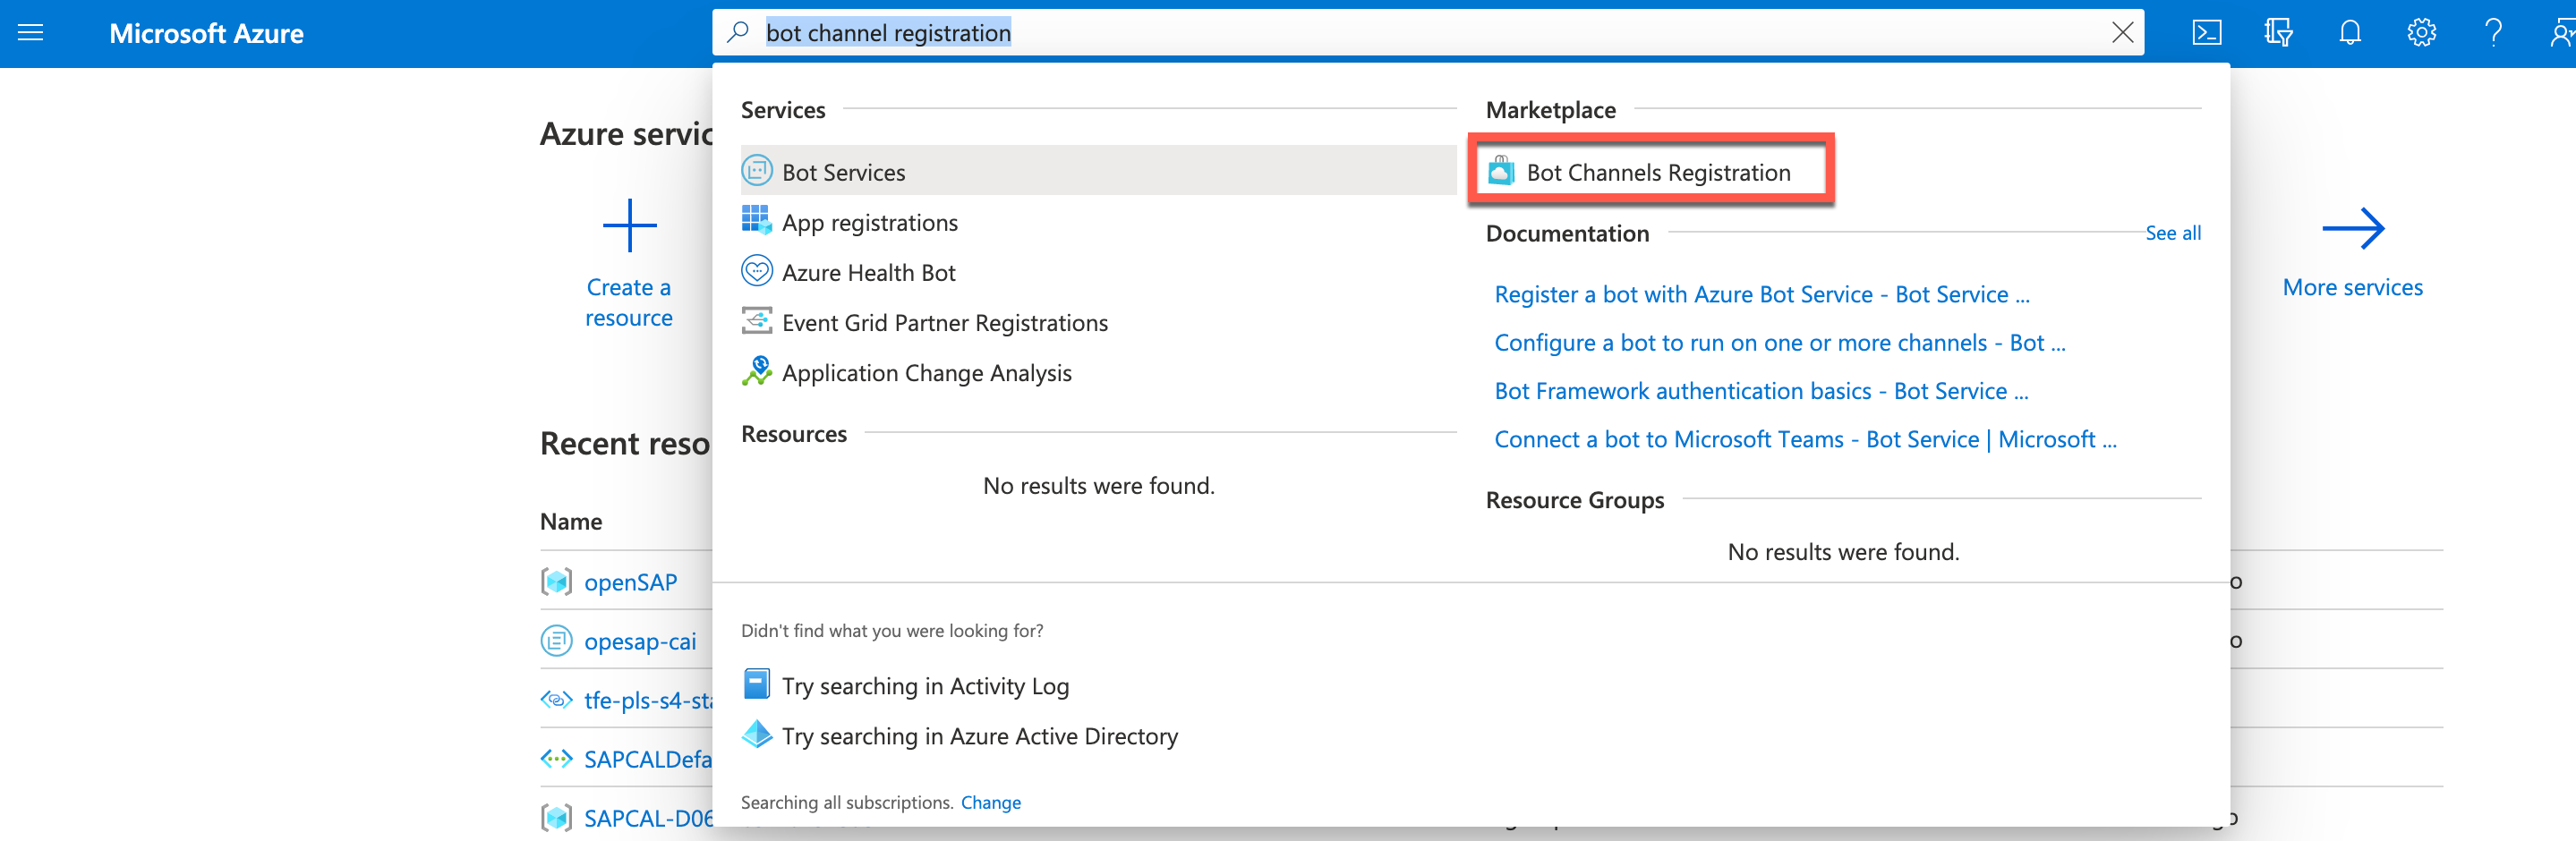 Microsoft Azure
bot channel registration
Azure servic
Create a
resource
More services
Recent reso
Name
openSAP
opesap-cai
tfe-pls-s4-sta
SAPCALDefa
SAPCAL-D06
Services
Bot Services
App registrations
Azure Health Bot
Event Grid Partner Registrations
Application Change Analysis
Resources
No results were found.
Marketplace
Bot Channels Registration
Documentation
See all
Register a bot with Azure Bot Service - Bot Service ...
Configure a bot to run on one or more channels - Bot ...
Bot Framework authentication basics - Bot Service ...
Connect a bot to Microsoft Teams - Bot Service | Microsoft ...
Resource Groups
No results were found.
Didn't find what you were looking for?
Try searching in Activity Log
Try searching in Azure Active Directory
Searching all subscriptions. Change